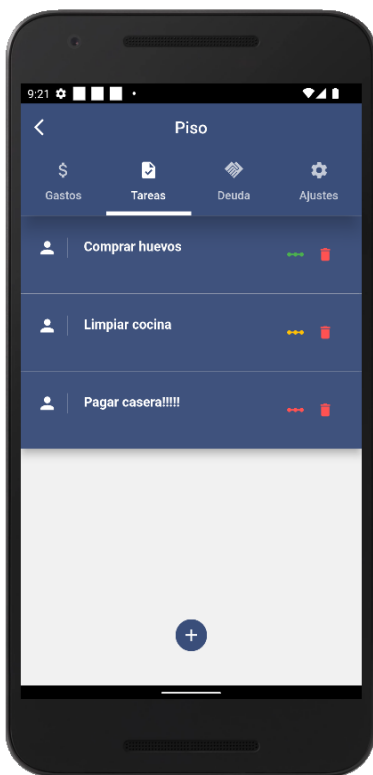 9:21
Piso
Gastos
Tareas
Deuda
Ajustes
Comprar huevos
Limpiar cocina
Pagar casera!!!!!